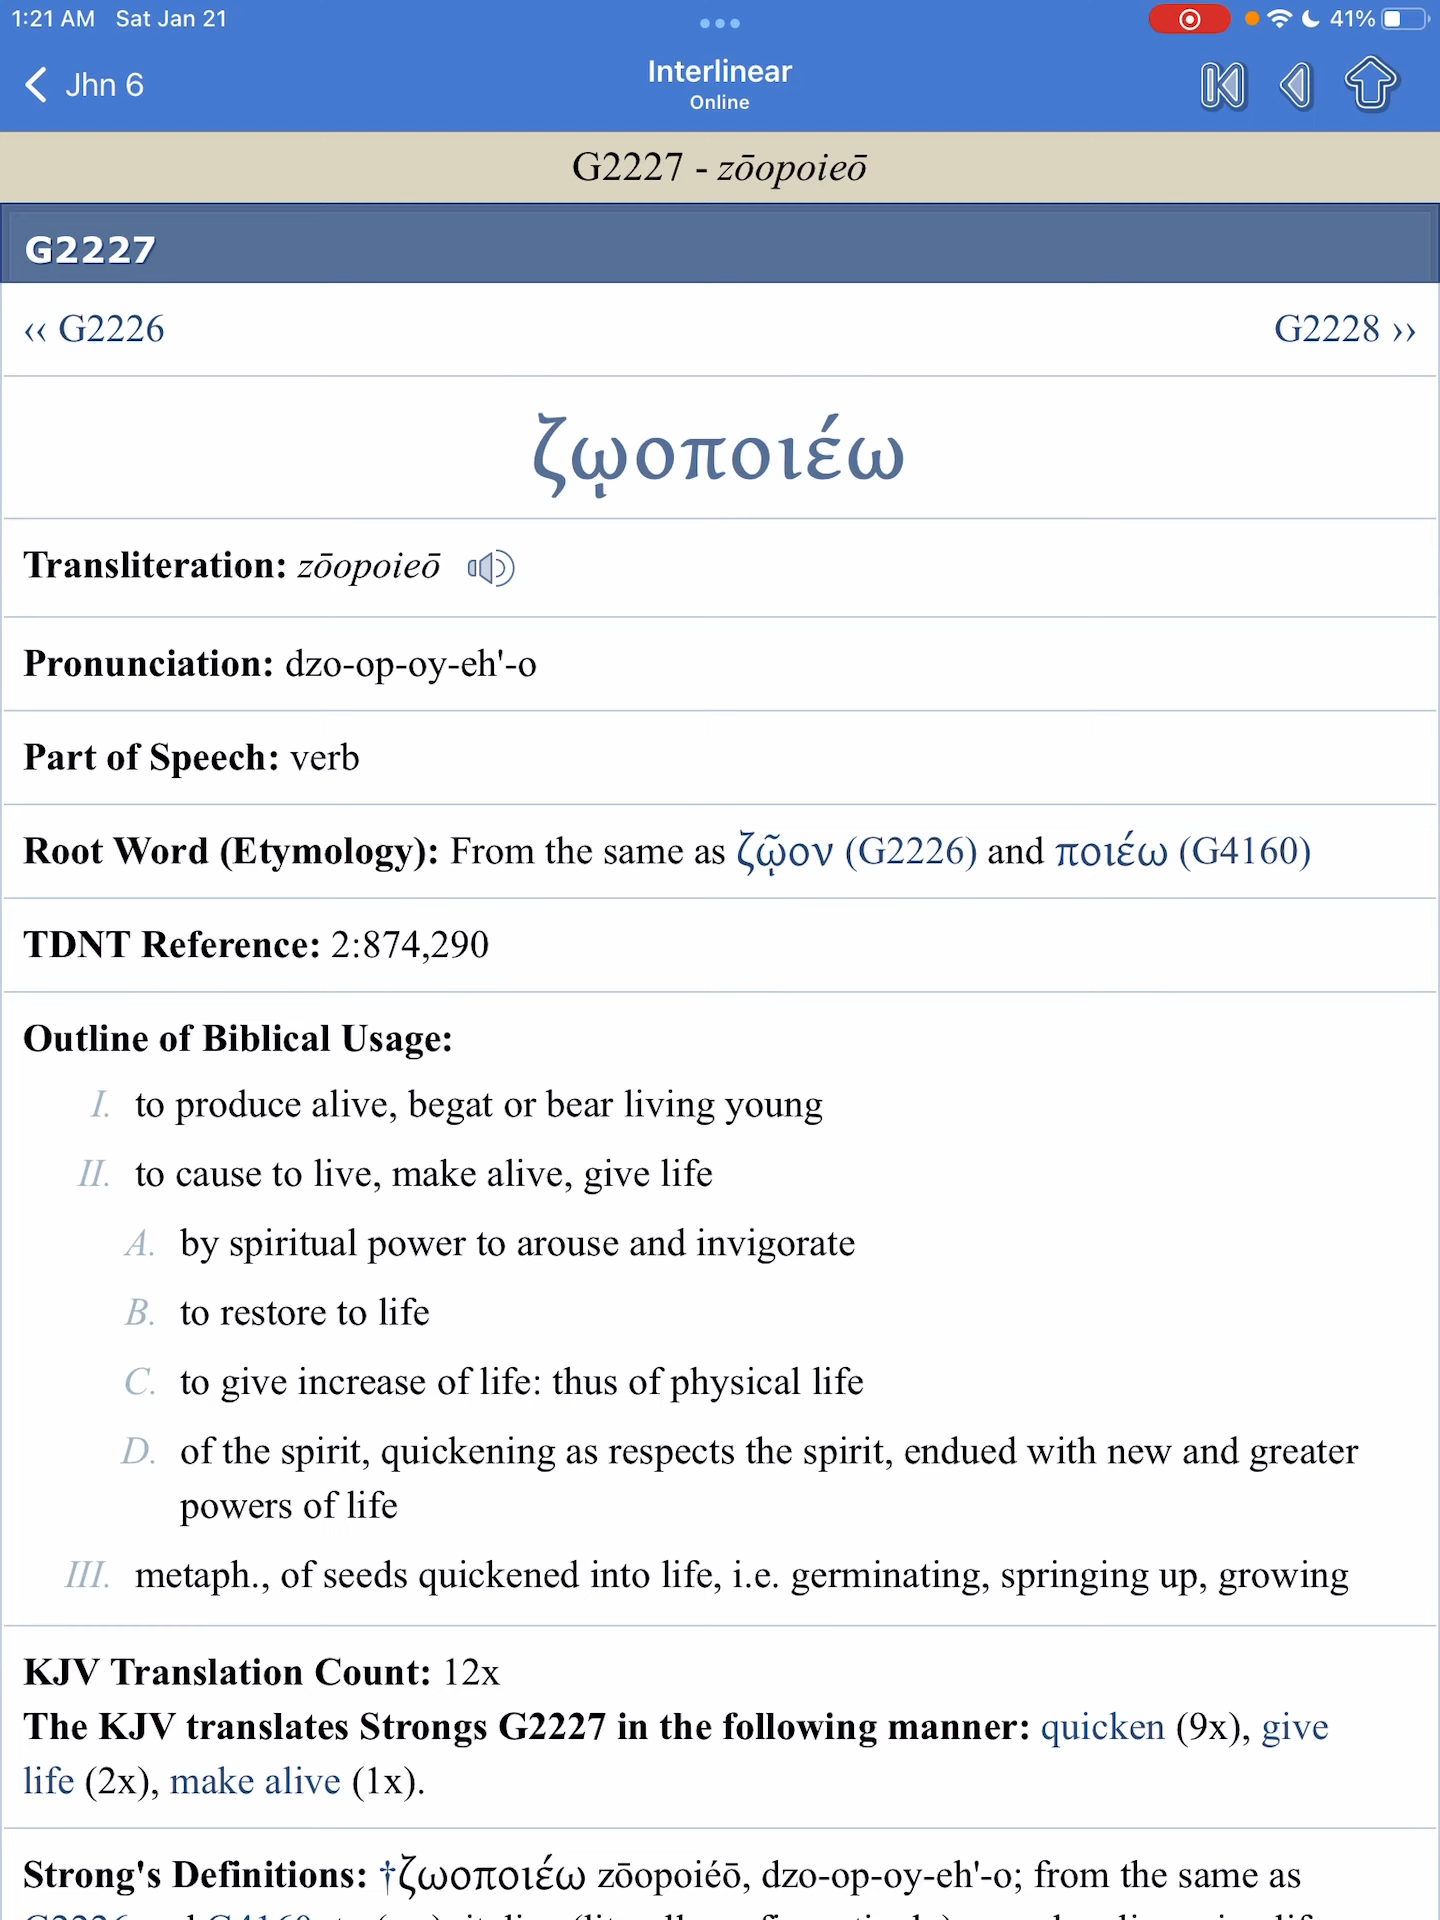 1:21 AM Sat Jan 21
41%
Jhn 6
Interlinear
Online
G2227 - zōopoieō
G2227
‹‹ G2226
G2228 ››
ζῳοποιέω
Transliteration: zōopoieō
Pronunciation: dzo-op-oy-eh'-o
Part of Speech: verb
Root Word (Etymology): From the same as ζῷον (G2226) and ποιέω (G4160)
TDNT Reference: 2:874,290
Outline of Biblical Usage:
I. to produce alive, begat or bear living young
II. to cause to live, make alive, give life
A. by spiritual power to arouse and invigorate
B. to restore to life
C. to give increase of life: thus of physical life
D. of the spirit, quickening as respects the spirit, endued with new and greater
powers of life
III. metaph., of seeds quickened into life, i.e. germinating, springing up, growing
KJV Translation Count: 12x
The KJV translates Strongs G2227 in the following manner: quicken (9x), give
life (2x), make alive (1x).
Strong's Definitions: †ζωοποιέω zōopoiéō, dzo-op-oy-eh'-o; from the same as